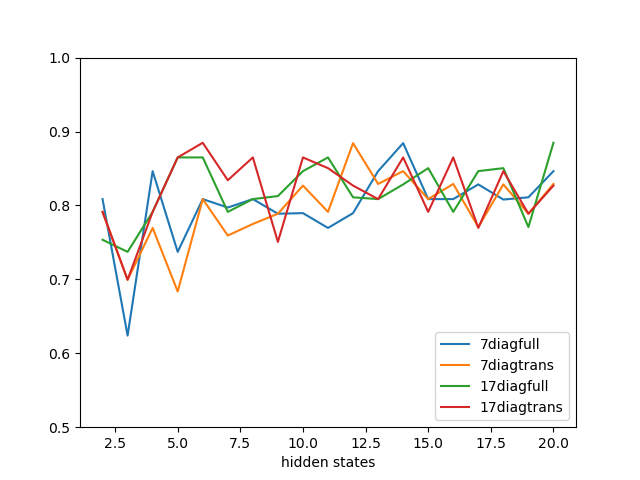 1.0
0.9
0.8
0.7
0.6
0.5
2.5 5.0 7.5 10.0 12.5 15.0 17.5 20.0
hidden states
7diagfull
7diagtrans
17diagfull
17diagtrans